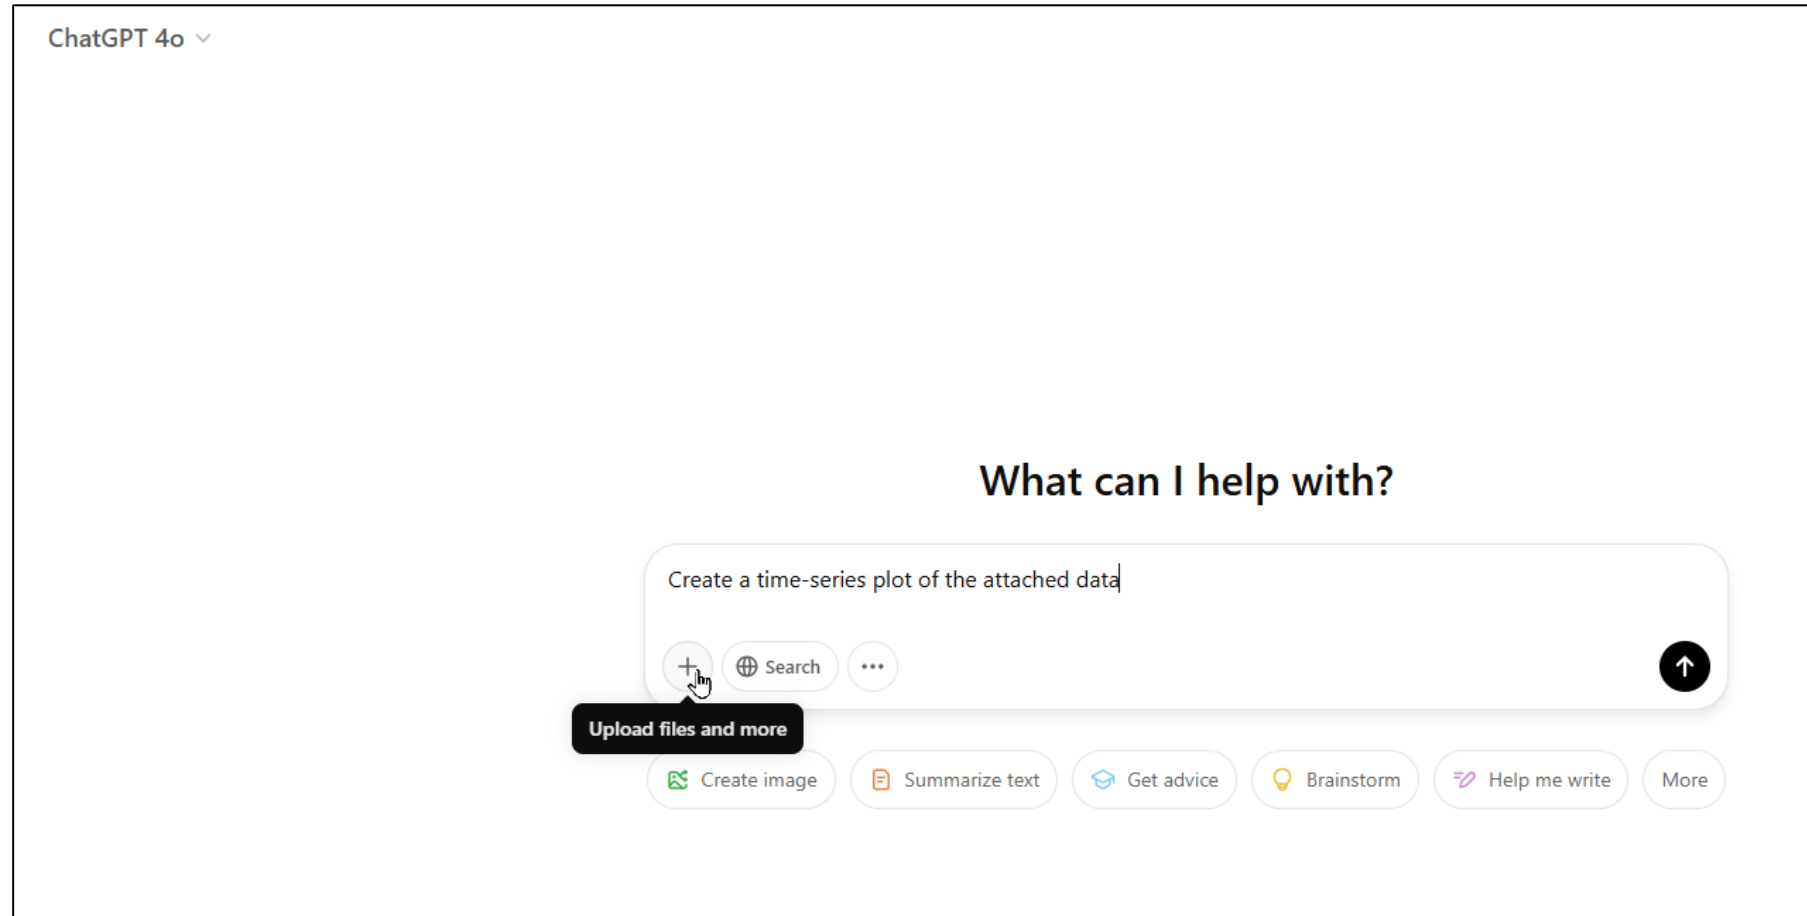 ChatGPT 4o
What can I help with?
Create a time-series plot of the attached data
Search
Upload files and more
Create image
Summarize text
Get advice
Brainstorm
Help me write
More